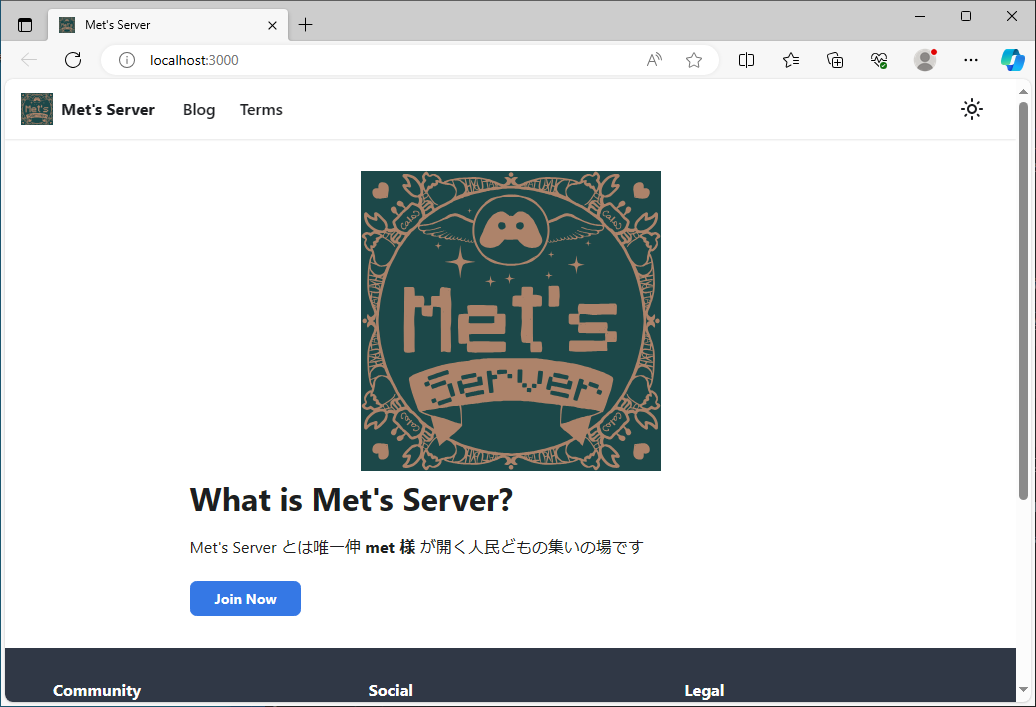 Met's Server
localhost:3000
Met's Server Blog Terms
Met's
Server
What is Met's Server?
Met's Server とは唯一伸 met 様 が開く人民どもの集いの場です
Join Now
Community Social Legal